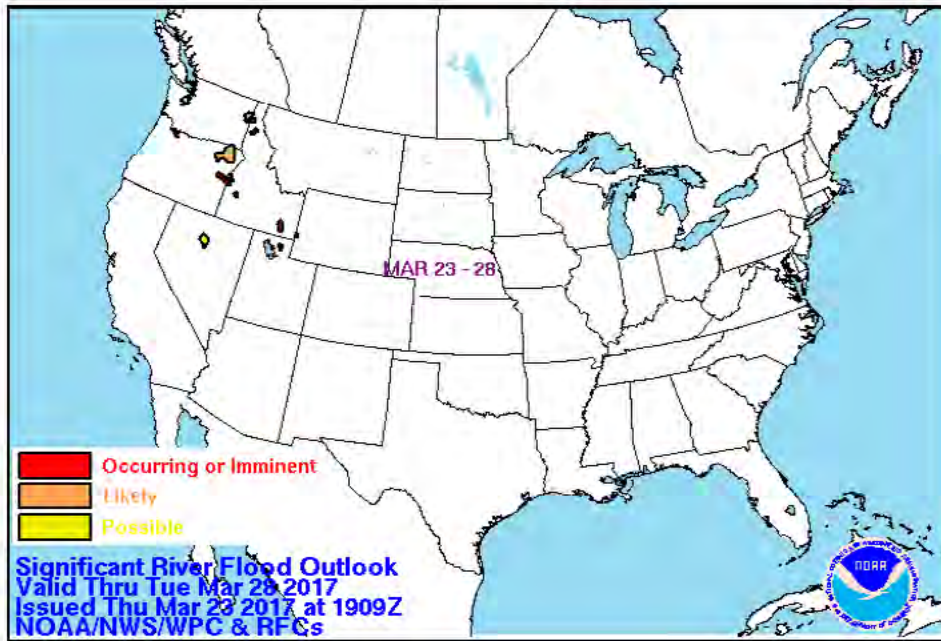 MAR 23 - 28
Occurring or Imminent
Likely
Possible
Significant River Flood Outlook
Valid Thru Tue Mar 28 2017
Issued Thu Mar 23 2017 at 1909Z
NOAA/NWS/WPC & RFCs
NOAA